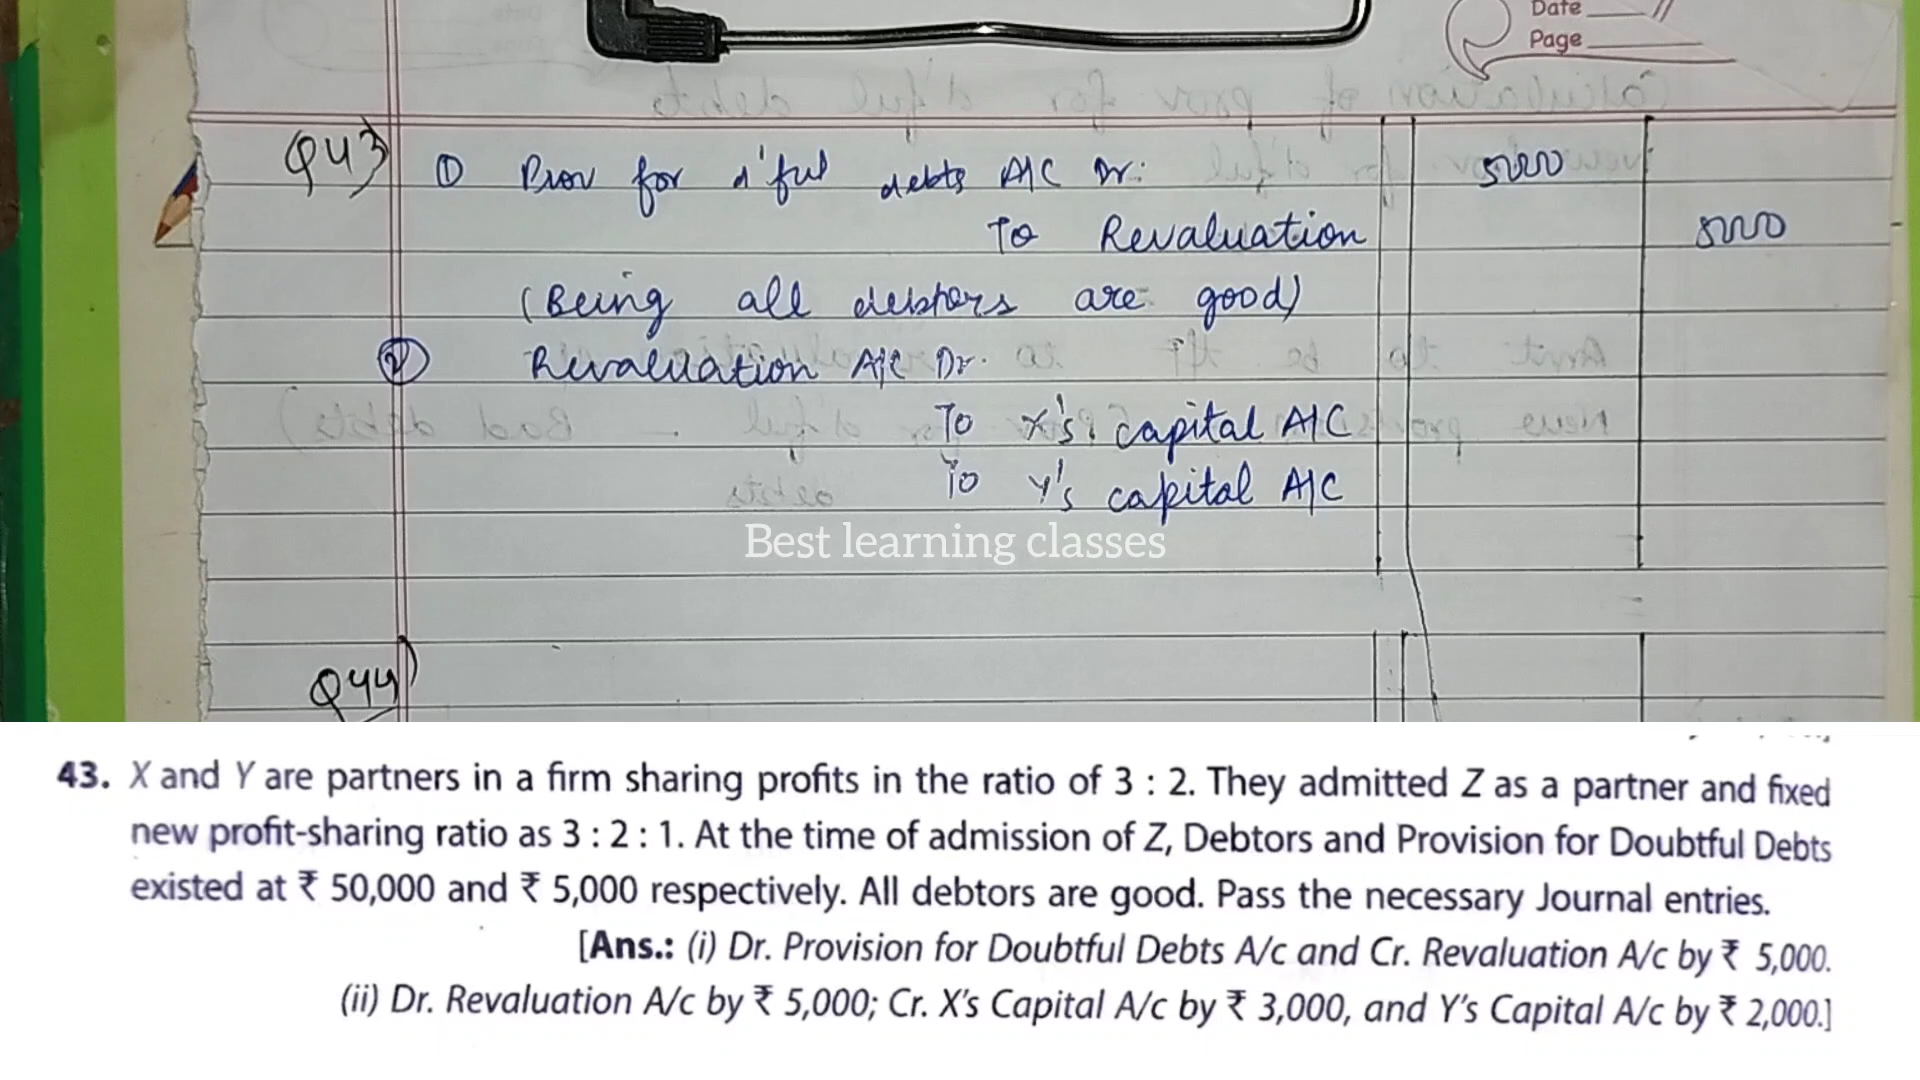 Date
Page
Q43) ① Prov for d'ful debts A/C Dr: 5000
To Revaluation 5000
(Being all debtors are good)
② Revaluation A/C Dr.
To X's capital A/C
To Y's capital A/C
Best learning classes
Q44)
43. X and Y are partners in a firm sharing profits in the ratio of 3 : 2. They admitted Z as a partner and fixed
new profit-sharing ratio as 3 : 2 : 1. At the time of admission of Z, Debtors and Provision for Doubtful Debts
existed at ₹ 50,000 and ₹ 5,000 respectively. All debtors are good. Pass the necessary Journal entries.
[Ans.: (i) Dr. Provision for Doubtful Debts A/c and Cr. Revaluation A/c by ₹ 5,000.
(ii) Dr. Revaluation A/c by ₹ 5,000; Cr. X's Capital A/c by ₹ 3,000, and Y's Capital A/c by ₹ 2,000.]